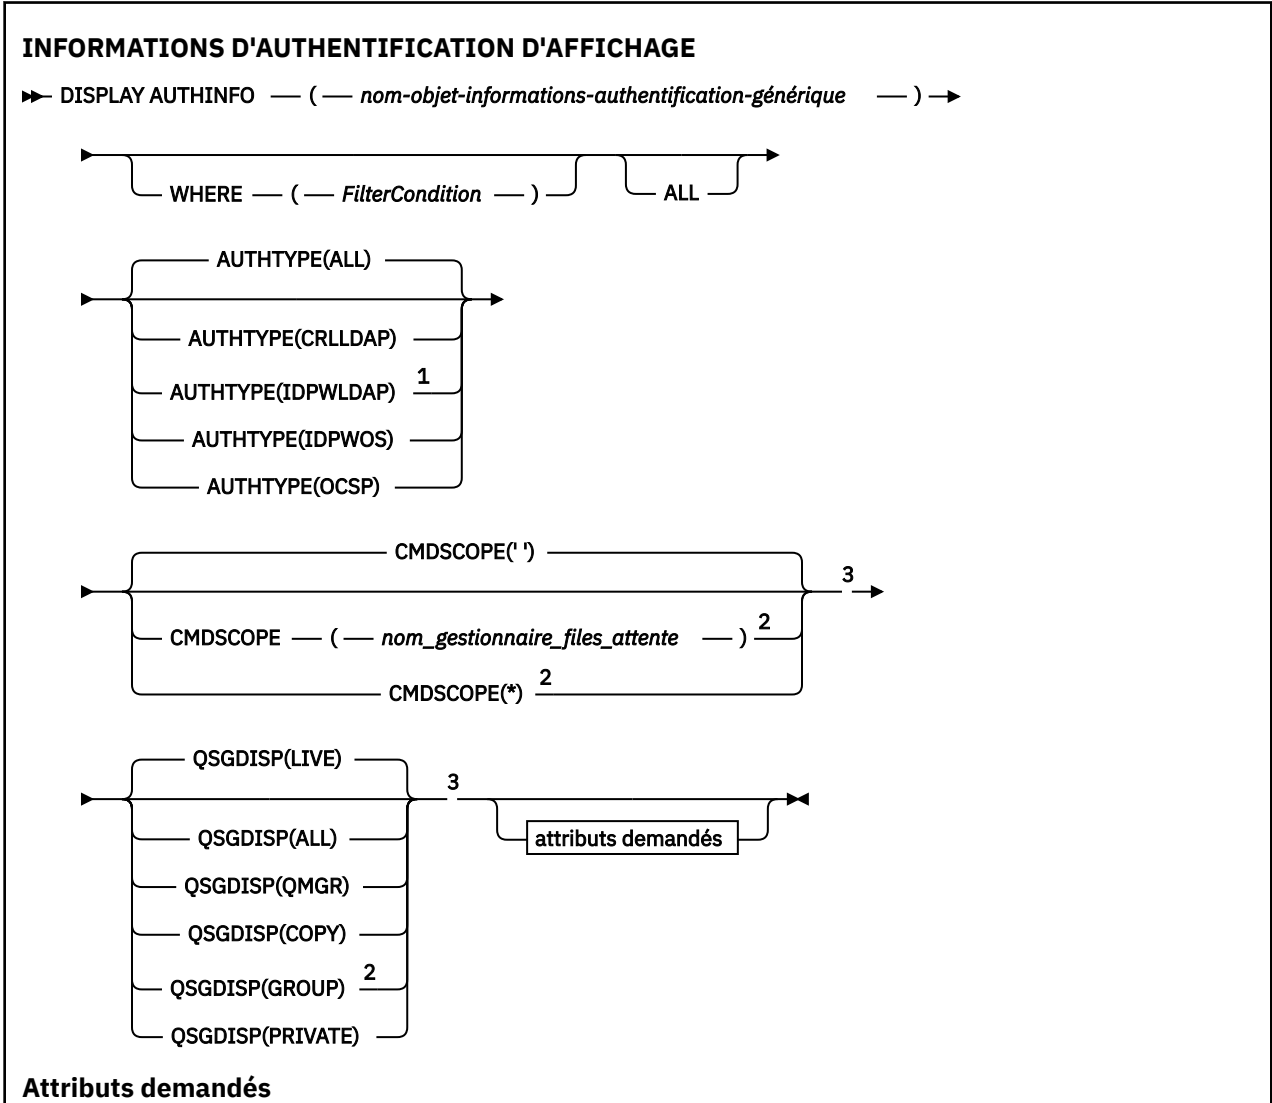 INFORMATIONS D'AUTHENTIFICATION D'AFFICHAGE
DISPLAY AUTHINFO ( nom-objet-informations-authentification-générique )
WHERE ( FilterCondition ) ALL
AUTHTYPE(ALL)
AUTHTYPE(CRLLDAP)
AUTHTYPE(IDPWLDAP) 1
AUTHTYPE(IDPWOS)
AUTHTYPE(OCSP)
CMDSCOPE(' ')
3
CMDSCOPE ( nom_gestionnaire_files_attente ) 2
CMDSCOPE(*) 2
QSGDISP(LIVE)
3
QSGDISP(ALL) attributs demandés
QSGDISP(QMGR)
QSGDISP(COPY)
QSGDISP(GROUP) 2
QSGDISP(PRIVATE)
Attributs demandés